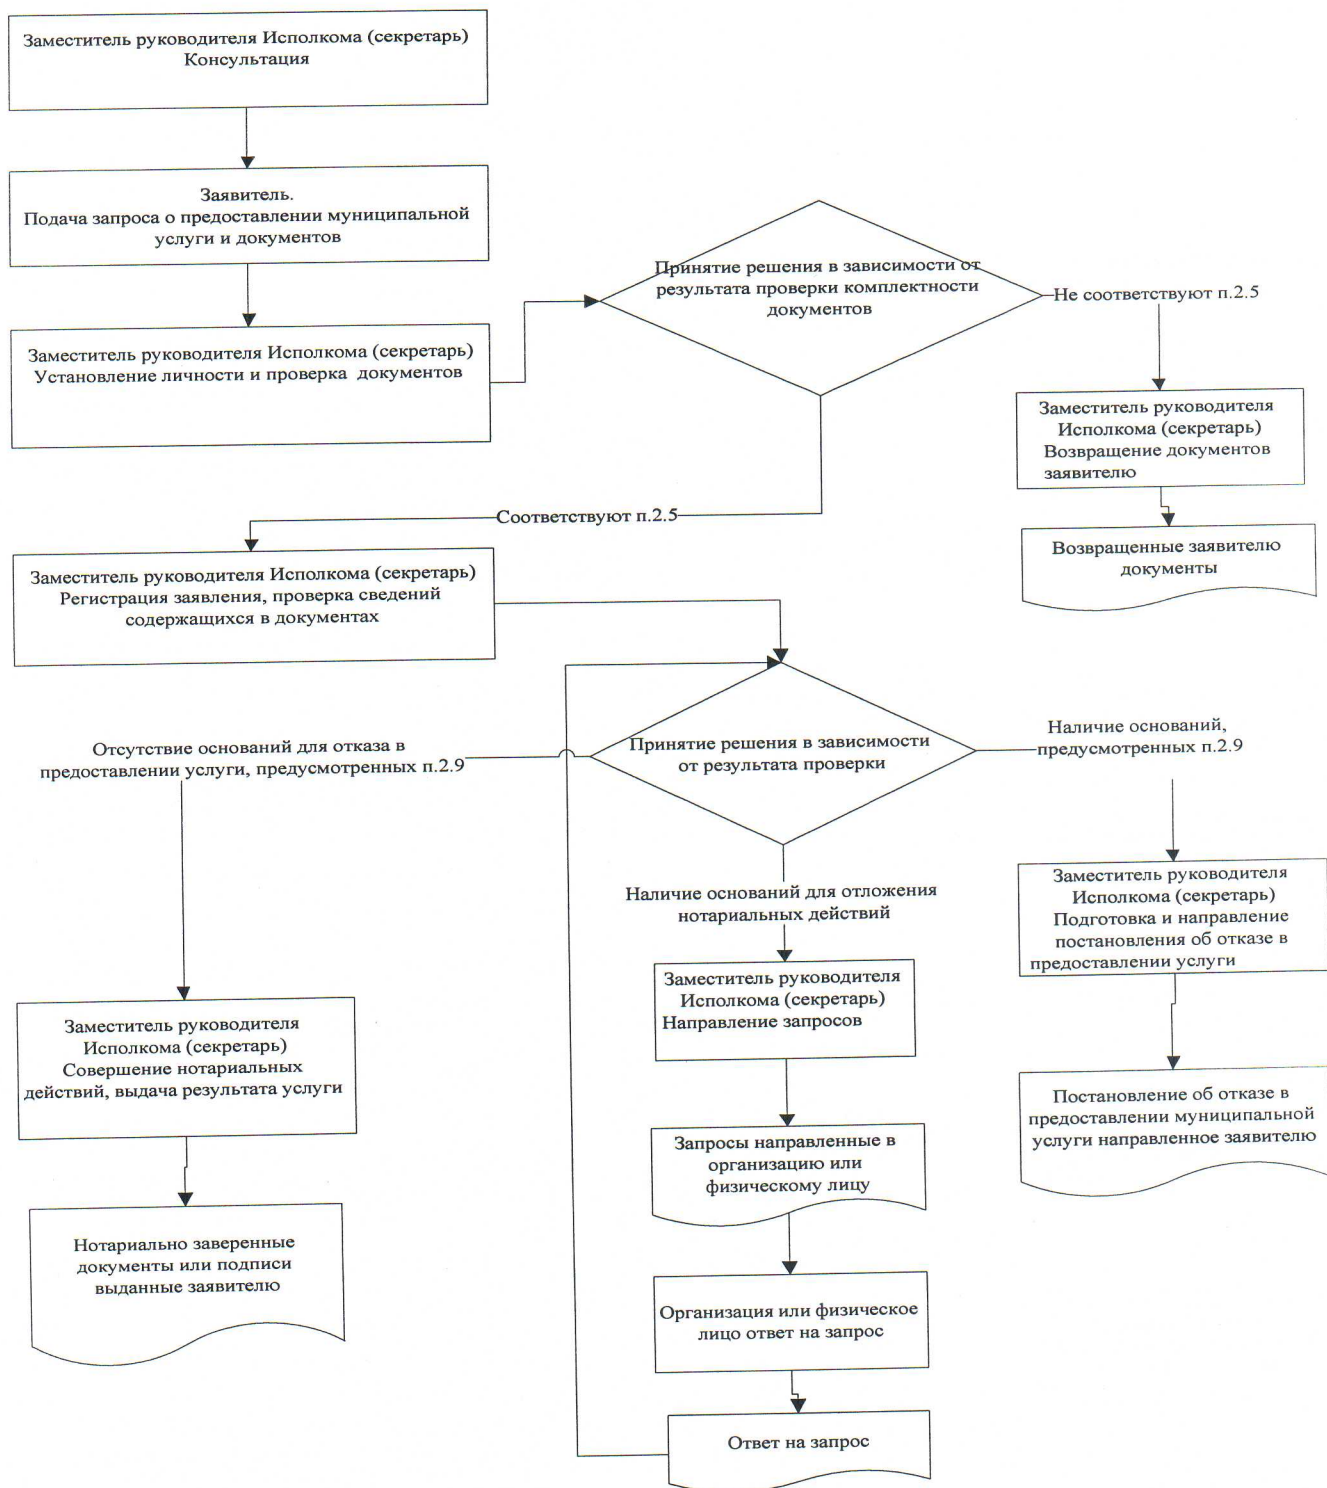 Заместитель руководителя Исполкома (секретарь)
Консультация
Заявитель.
Подача запроса о предоставлении муниципальной
услуги и документов
Заместитель руководителя Исполкома (секретарь)
Установление личности и проверка документов
Принятие решения в зависимости от
результата проверки комплектности
документов
Не соответствуют п.2.5
Заместитель руководителя
Исполкома (секретарь)
Возвращение документов
заявителю
Возвращенные заявителю
документы
Соответствуют п.2.5
Заместитель руководителя Исполкома (секретарь)
Регистрация заявления, проверка сведений
содержащихся в документах
Принятие решения в зависимости
от результата проверки
Отсутствие оснований для отказа в
предоставлении услуги, предусмотренных п.2.9
Наличие оснований,
предусмотренных п.2.9
Наличие оснований для отложения
нотариальных действий
Заместитель руководителя
Исполкома (секретарь)
Подготовка и направление
постановления об отказе в
предоставлении услуги
Заместитель руководителя
Исполкома (секретарь)
Направление запросов
Заместитель руководителя
Исполкома (секретарь)
Совершение нотариальных
действий, выдача результата услуги
Постановление об отказе в
предоставлении муниципальной
услуги направленное заявителю
Запросы направленные в
организацию или
физическому лицу
Нотариально заверенные
документы или подписи
выданные заявителю
Организация или физическое
лицо ответ на запрос
Ответ на запрос